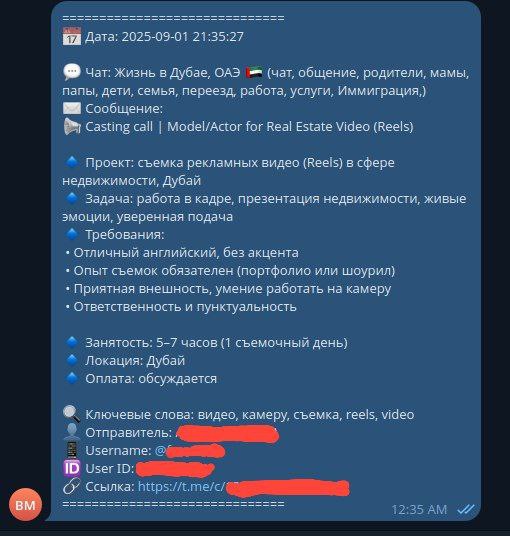 ==============================
📅 Дата: 2025-09-01 21:35:27
💬 Чат: Жизнь в Дубае, ОАЭ 🇦🇪 (чат, общение, родители, мамы,
папы, дети, семья, переезд, работа, услуги, Иммиграция,)
✉️ Сообщение:
📢 Casting call | Model/Actor for Real Estate Video (Reels)
🔹 Проект: съемка рекламных видео (Reels) в сфере
недвижимости, Дубай
🔹 Задача: работа в кадре, презентация недвижимости, живые
эмоции, уверенная подача
🔹 Требования:
• Отличный английский, без акцента
• Опыт съемок обязателен (портфолио или шоурил)
• Приятная внешность, умение работать на камеру
• Ответственность и пунктуальность
🔹 Занятость: 5–7 часов (1 съемочный день)
🔹 Локация: Дубай
🔹 Оплата: обсуждается
🔍 Ключевые слова: видео, камеру, съемка, reels, video
👤 Отправитель:
📱 Username: @
🆔 User ID:
🔗 Ссылка: https://t.me/c/
==============================
BM
12:35 AM